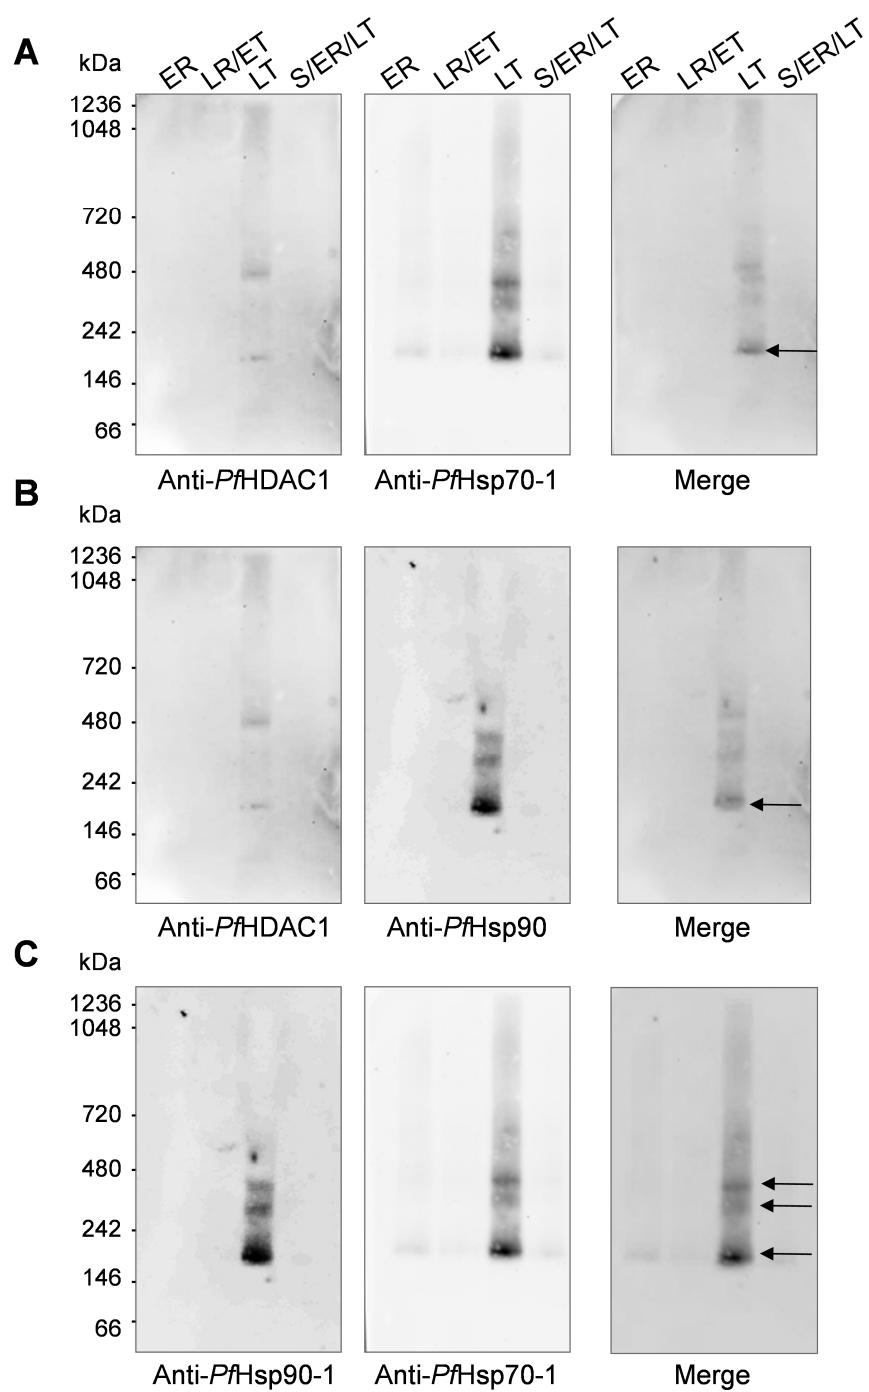 A
kDa
ER LR/ET LT S/ER/LT
ER LR/ET LT S/ER/LT
ER LR/ET LT S/ER/LT
1236
1048
720
480
242
146
66
Anti-PfHDAC1
Anti-PfHsp70-1
Merge
B
kDa
1236
1048
720
480
242
146
66
Anti-PfHDAC1
Anti-PfHsp90
Merge
C
kDa
1236
1048
720
480
242
146
66
Anti-PfHsp90-1
Anti-PfHsp70-1
Merge